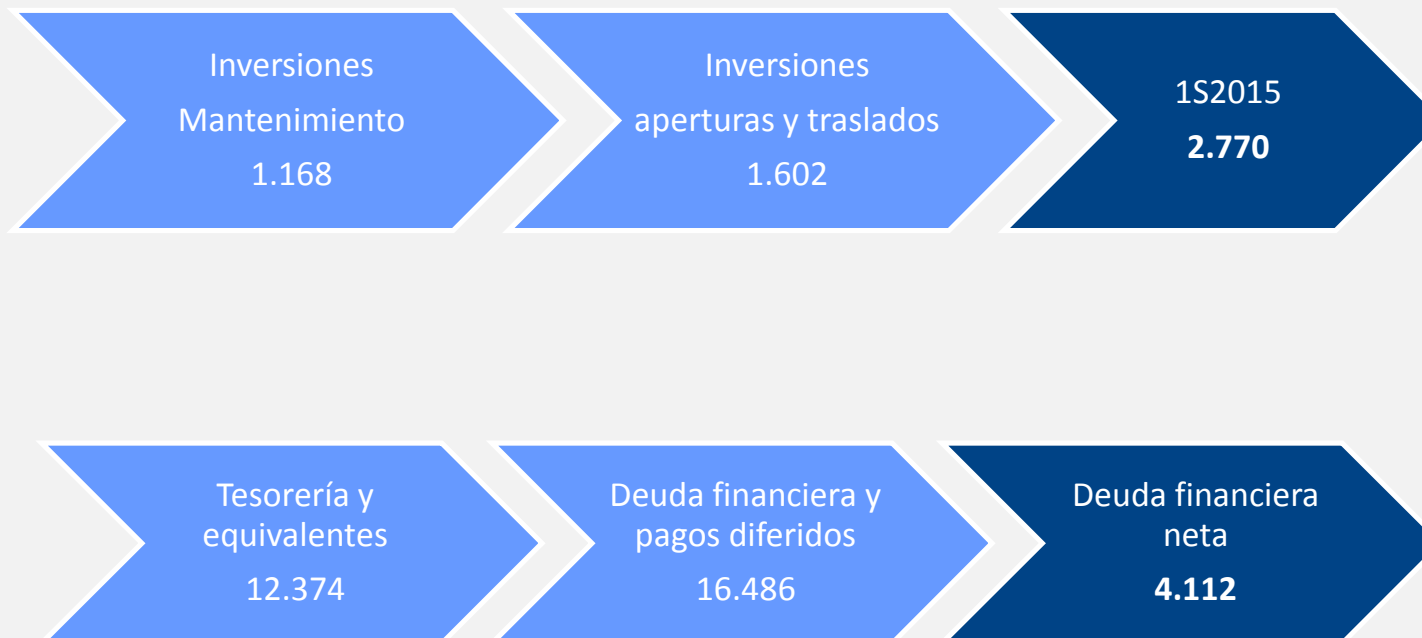 Inversiones
Mantenimiento
1.168
Inversiones
aperturas y traslados
1.602
1S2015
2.770
Tesorería y
equivalentes
12.374
Deuda financiera y
pagos diferidos
16.486
Deuda financiera
neta
4.112